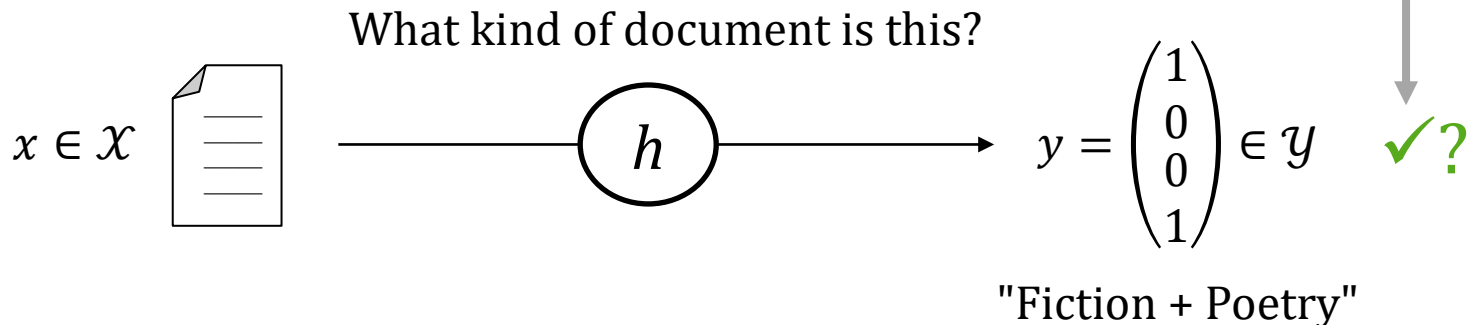 What kind of document is this?
x ∈ 𝒳
h
y = (1 0 0 1) ∈ 𝒴 ✓?
"Fiction + Poetry"